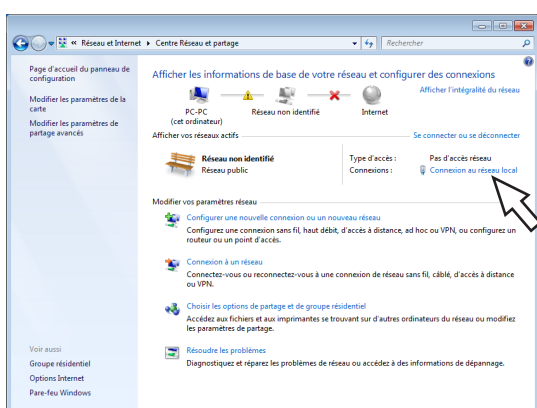 « Réseau et Internet ▸ Centre Réseau et partage
Rechercher
Page d'accueil du panneau de
configuration
Modifier les paramètres de la
carte
Modifier les paramètres de
partage avancés
Afficher les informations de base de votre réseau et configurer des connexions
Afficher l'intégralité du réseau
PC-PC
(cet ordinateur)
Réseau non identifié
Internet
Afficher vos réseaux actifs
Se connecter ou se déconnecter
Réseau non identifié
Réseau public
Type d'accès : Pas d'accès réseau
Connexions : Connexion au réseau local
Modifier vos paramètres réseau
Configurer une nouvelle connexion ou un nouveau réseau
Configurez une connexion sans fil, haut débit, d'accès à distance, ad hoc ou VPN, ou configurez un
routeur ou un point d'accès.
Connexion à un réseau
Connectez-vous ou reconnectez-vous à une connexion de réseau sans fil, câblé, d'accès à distance
ou VPN.
Choisir les options de partage et de groupe résidentiel
Accédez aux fichiers et aux imprimantes se trouvant sur d'autres ordinateurs du réseau ou modifiez
les paramètres de partage.
Résoudre les problèmes
Diagnostiquez et réparez les problèmes de réseau ou accédez à des informations de dépannage.
Voir aussi
Groupe résidentiel
Options Internet
Pare-feu Windows